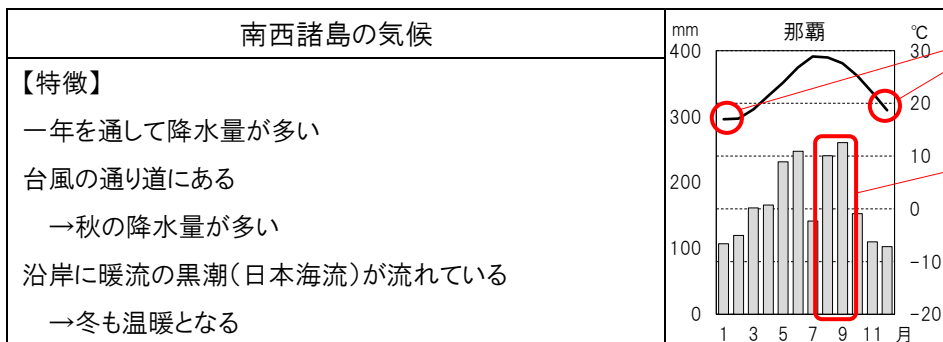 南西諸島の気候
【特徴】
一年を通して降水量が多い
台風の通り道にある
→秋の降水量が多い
沿岸に暖流の黒潮（日本海流）が流れている
→冬も温暖となる
mm 那覇 ℃
400 30
300 20
10
200
0
100
-10
0 -20
1 3 5 7 9 11 月